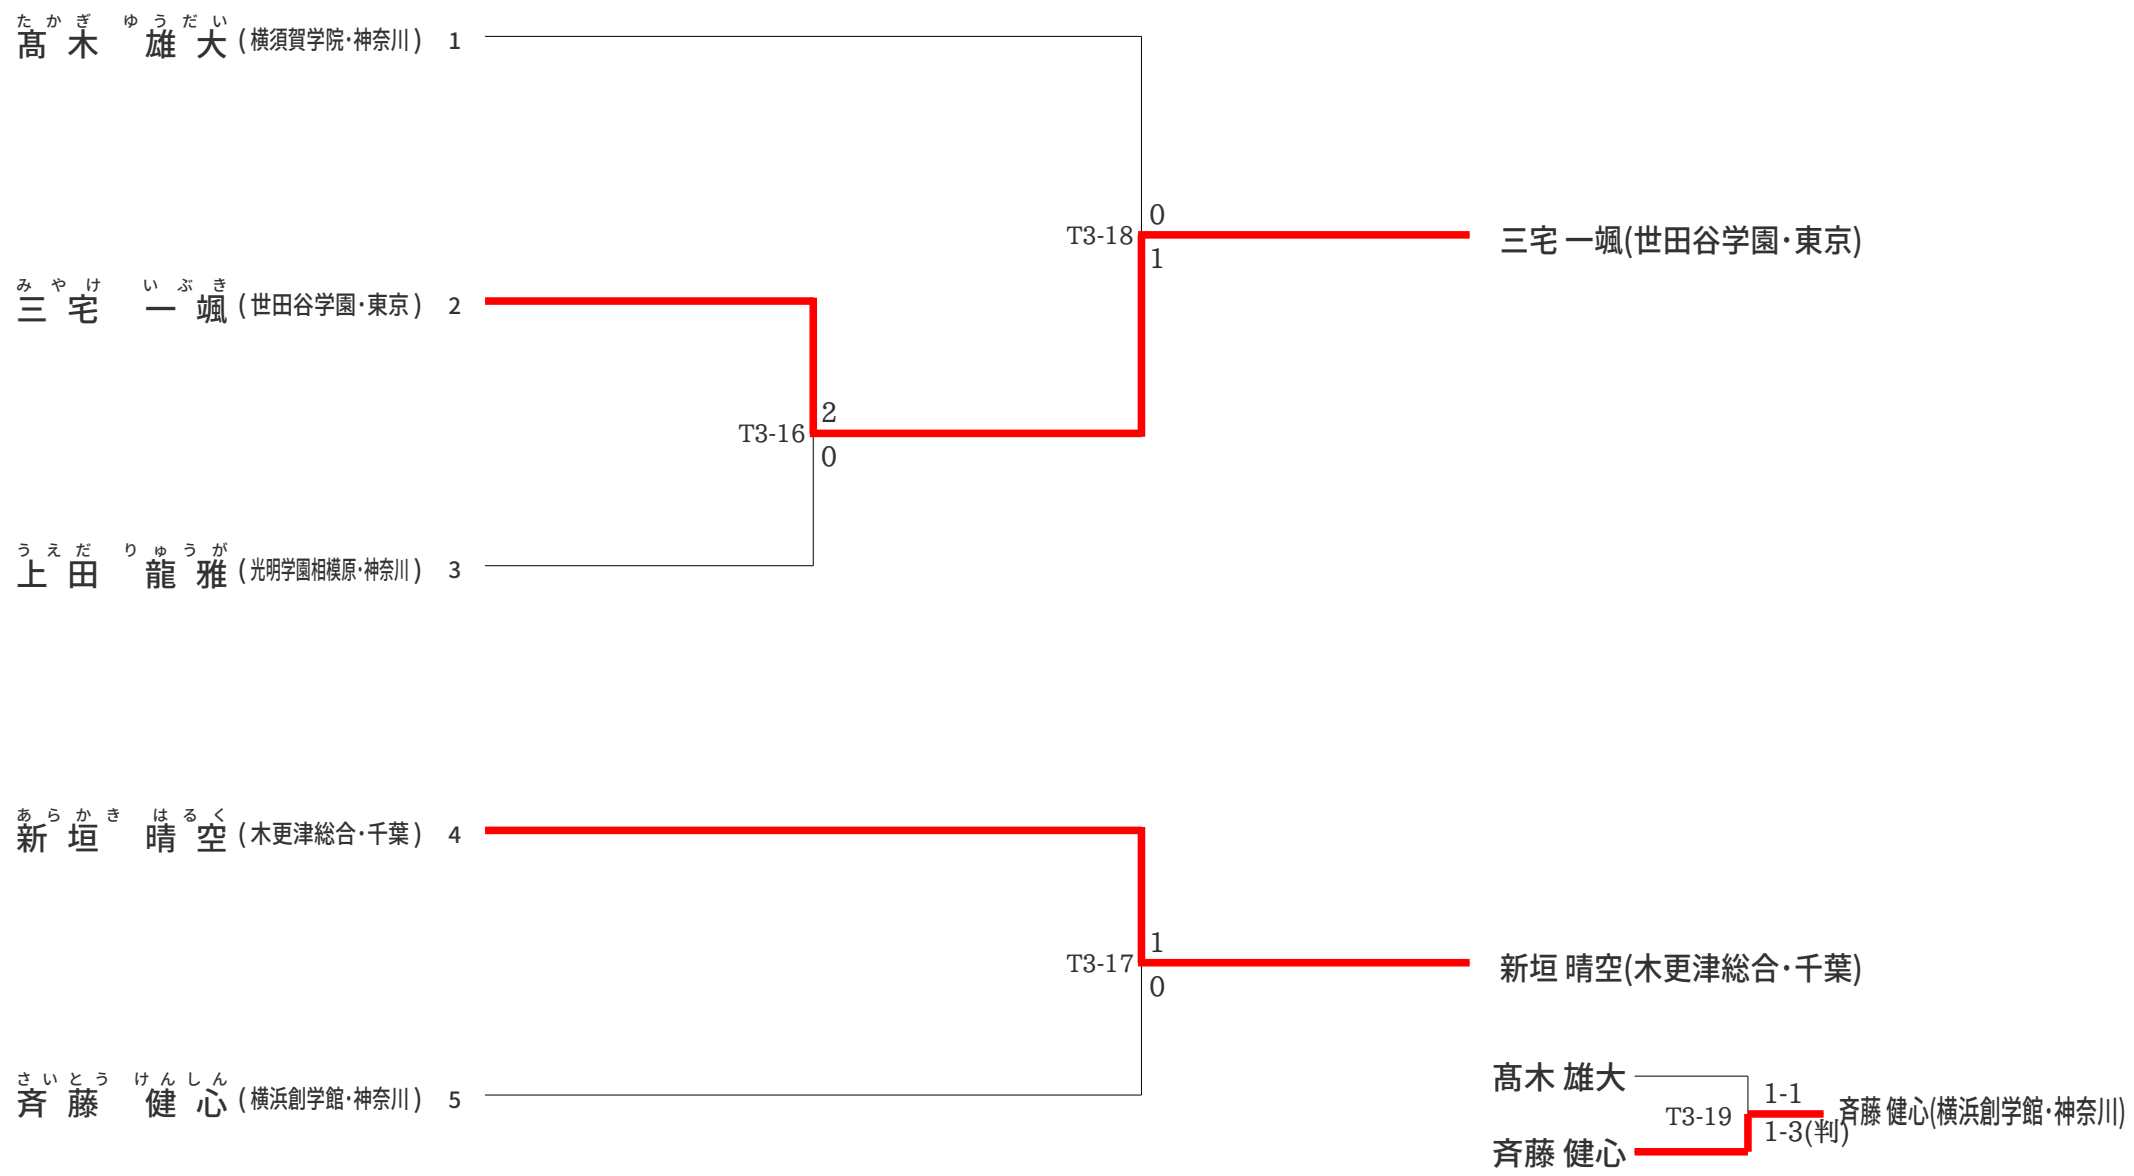 たかぎ ゆうだい
髙木 雄大 (横須賀学院・神奈川) 1
0
T3-18
1
三宅 一颯(世田谷学園・東京)
みやけ いぶき
三宅 一颯 (世田谷学園・東京) 2
2
T3-16
0
うえだ りゅうが
上田 龍雅 (光明学園相模原・神奈川) 3
あらかき はるく
新垣 晴空 (木更津総合・千葉) 4
1
T3-17
0
新垣 晴空(木更津総合・千葉)
さいとう けんしん
斉藤 健心 (横浜創学館・神奈川) 5
髙木 雄大
1-1
T3-19
1-3(判)
斉藤 健心(横浜創学館・神奈川)
斉藤 健心